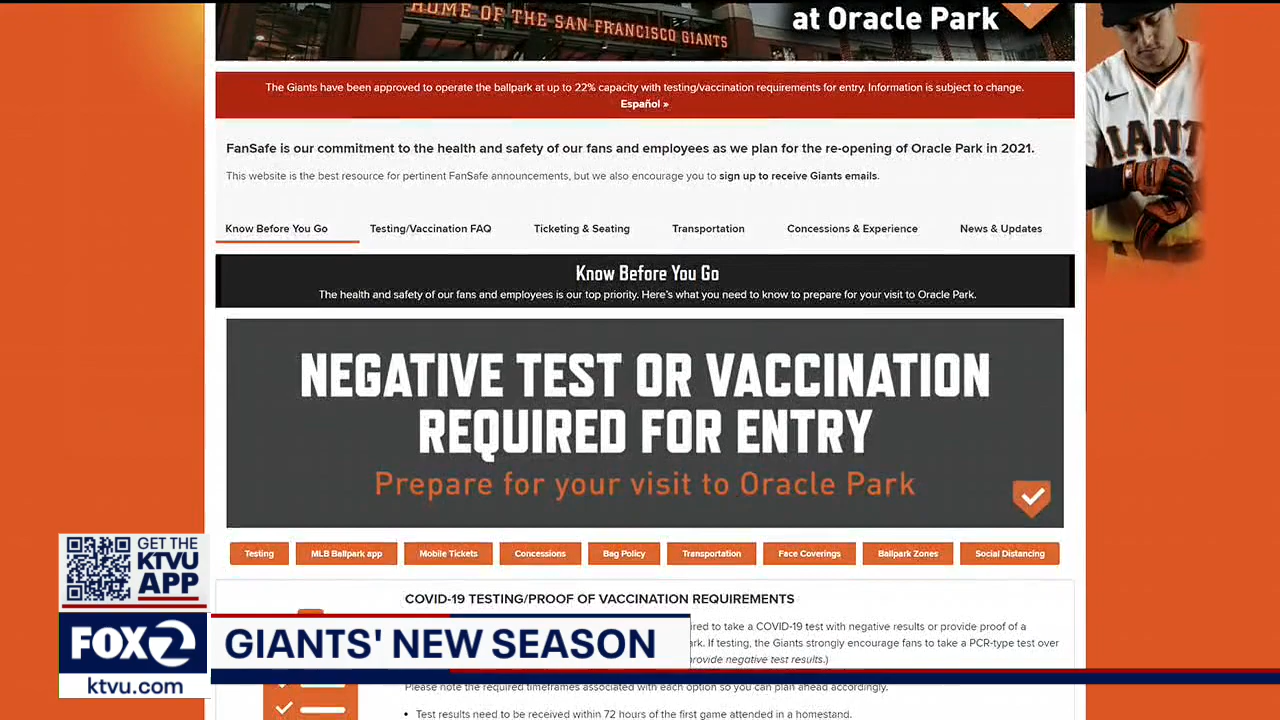 HOME OF THE SAN FRANCISCO GIANTS
at Oracle Park
The Giants have been approved to operate the ballpark at up to 22% capacity with testing/vaccination requirements for entry. Information is subject to change.
Español »
FanSafe is our commitment to the health and safety of our fans and employees as we plan for the re-opening of Oracle Park in 2021.
This website is the best resource for pertinent FanSafe announcements, but we also encourage you to sign up to receive Giants emails.
Know Before You Go Testing/Vaccination FAQ Ticketing & Seating Transportation Concessions & Experience News & Updates
Know Before You Go
The health and safety of our fans and employees is our top priority. Here's what you need to know to prepare for your visit to Oracle Park.
NEGATIVE TEST OR VACCINATION
REQUIRED FOR ENTRY
Prepare for your visit to Oracle Park
Testing MLB Ballpark app Mobile Tickets Concessions Bag Policy Transportation Face Coverings Ballpark Zones Social Distancing
COVID-19 TESTING/PROOF OF VACCINATION REQUIREMENTS
red to take a COVID-19 test with negative results or provide proof of a
rk. If testing, the Giants strongly encourage fans to take a PCR-type test over
provide negative test results.)
Please note the required timeframes associated with each option so you can plan ahead accordingly.
• Test results need to be received within 72 hours of the first game attended in a homestand.
IANT
GET THE
KTVU
APP
FOX 2
ktvu.com
GIANTS' NEW SEASON